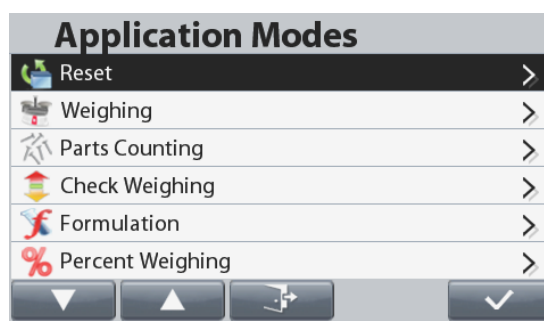 Application Modes
Reset
Weighing
Parts Counting
Check Weighing
Formulation
Percent Weighing